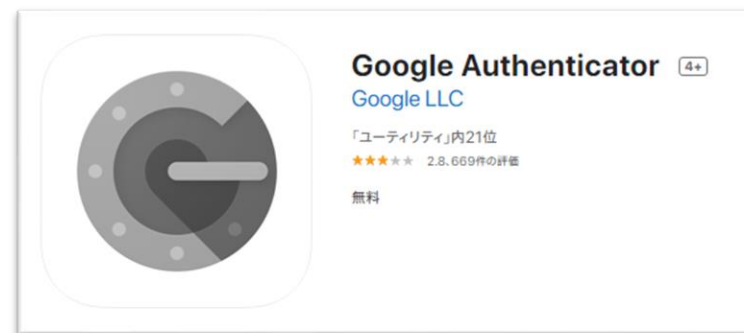 Google Authenticator 4+
Google LLC
「ユーティリティ」内21位
★★★★★ 2.8、669件の評価
無料